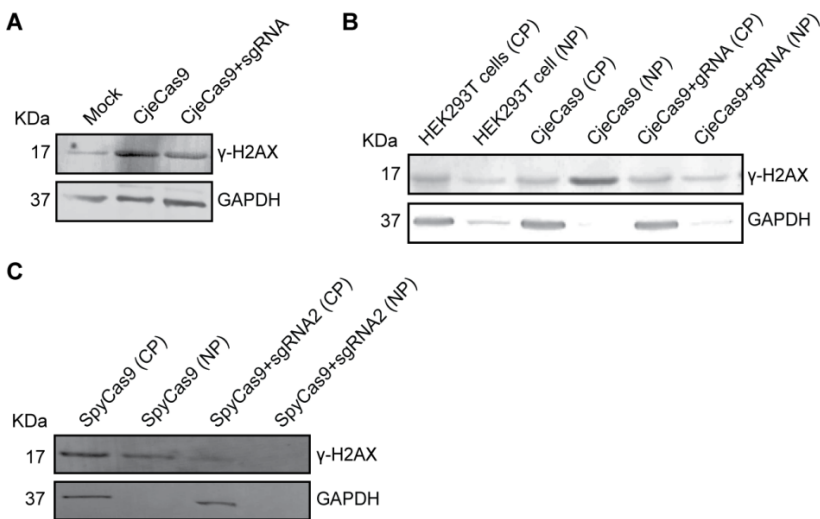 A
Mock
CjeCas9
CjeCas9+sgRNA
KDa
17
γ-H2AX
37
GAPDH
B
HEK293T cells (CP)
HEK293T cell (NP)
CjeCas9 (CP)
CjeCas9 (NP)
CjeCas9+gRNA (CP)
CjeCas9+gRNA (NP)
KDa
17
γ-H2AX
37
GAPDH
C
SpyCas9 (CP)
SpyCas9 (NP)
SpyCas9+sgRNA2 (CP)
SpyCas9+sgRNA2 (NP)
KDa
17
γ-H2AX
37
GAPDH